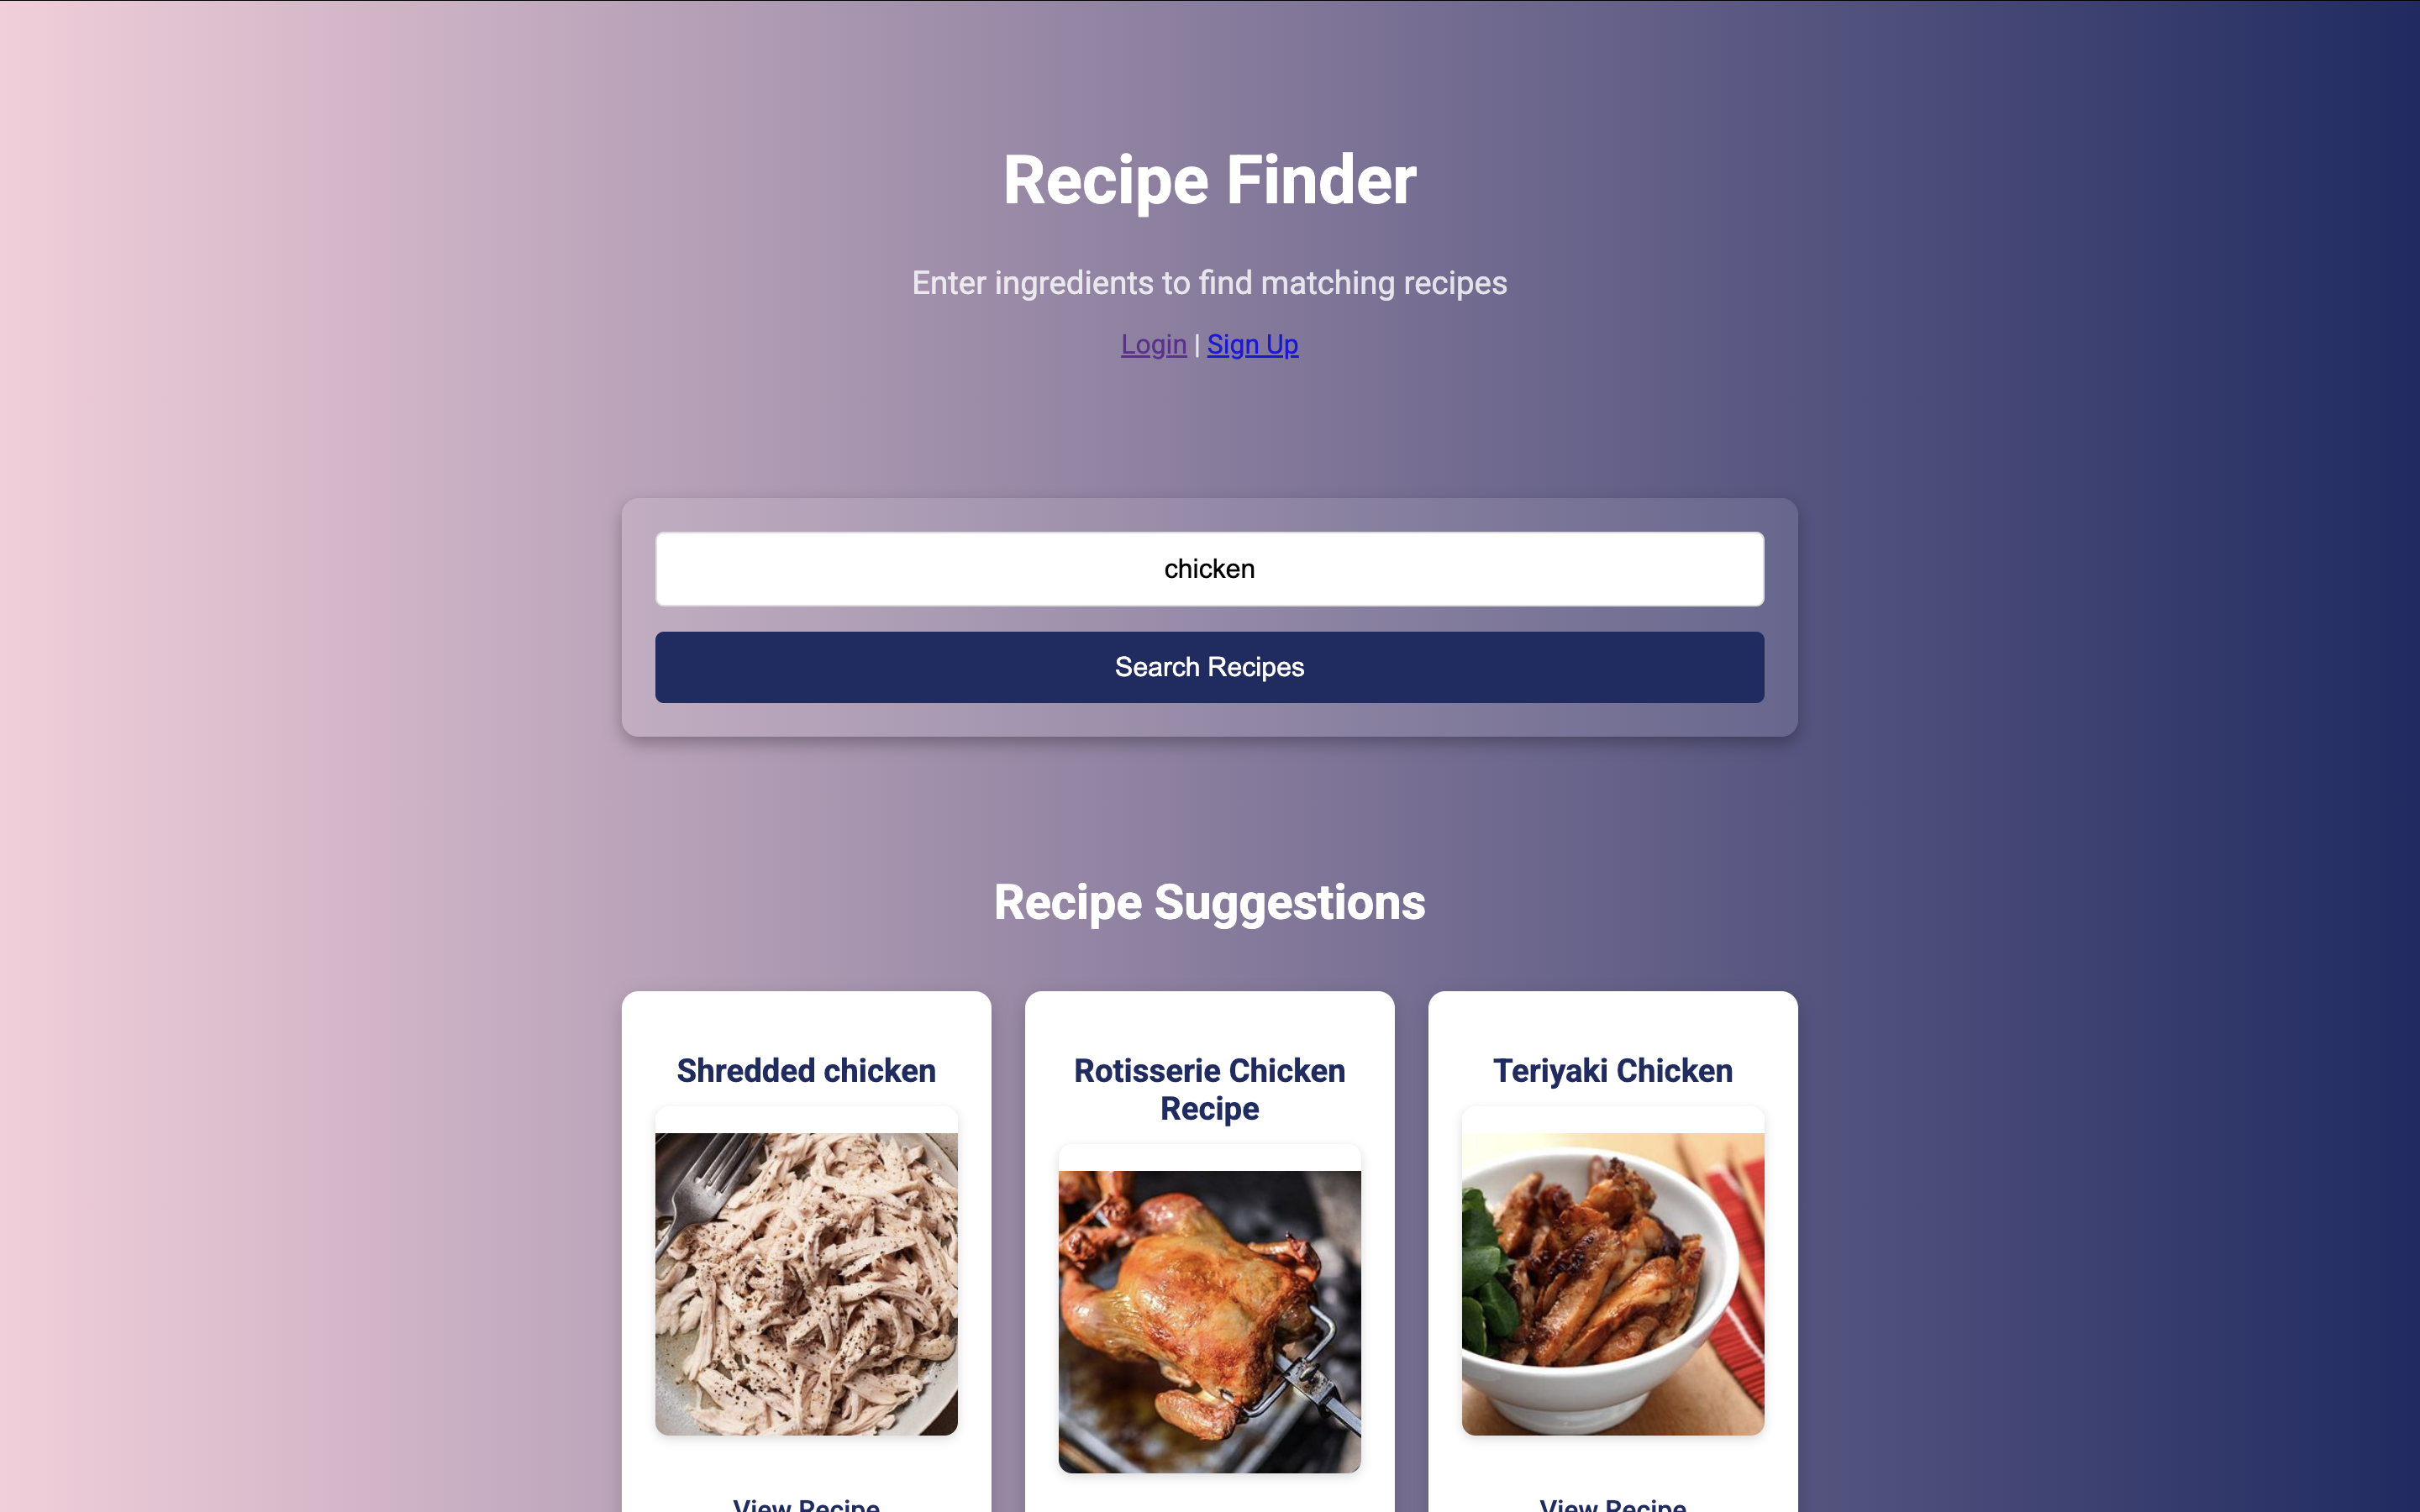 Recipe Finder
Enter ingredients to find matching recipes
Login | Sign Up
chicken
Search Recipes
Recipe Suggestions
Shredded chicken
Rotisserie Chicken
Recipe
Teriyaki Chicken
View Recipe
View Recipe